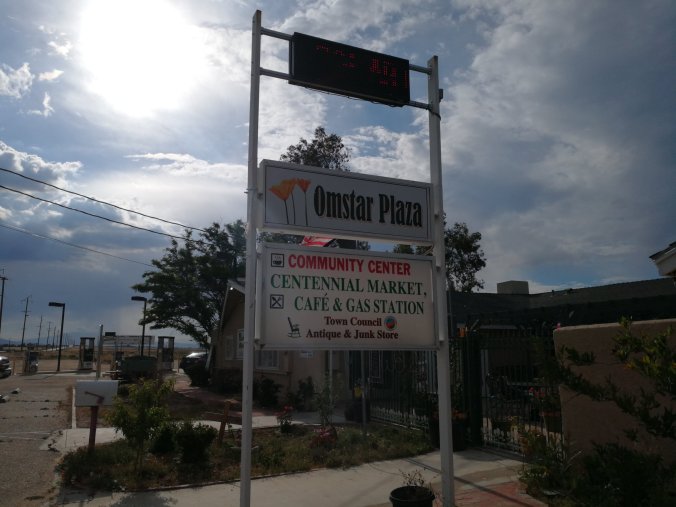 Omstar Plaza
COMMUNITY CENTER
CENTENNIAL MARKET,
CAFÉ & GAS STATION
Town Council
Antique & Junk Store